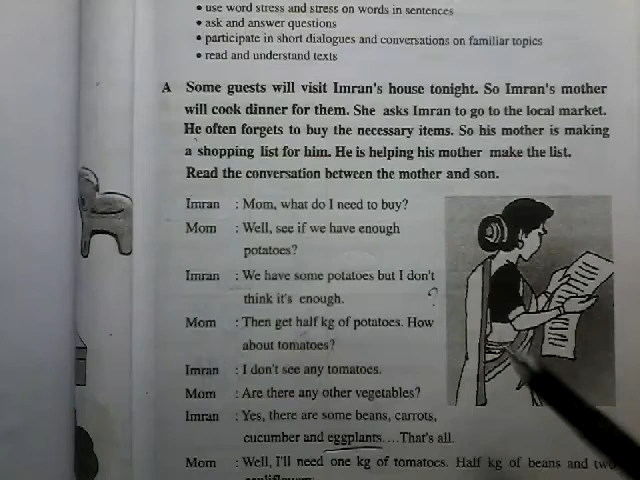 • use word stress and stress on words in sentences
• ask and answer questions
• participate in short dialogues and conversations on familiar topics
• read and understand texts
A Some guests will visit Imran's house tonight. So Imran's mother
will cook dinner for them. She asks Imran to go to the local market.
He often forgets to buy the necessary items. So his mother is making
a shopping list for him. He is helping his mother make the list.
Read the conversation between the mother and son.
Imran : Mom, what do I need to buy?
Mom : Well, see if we have enough
potatoes?
Imran : We have some potatoes but I don't
think it's enough.
Mom : Then get half kg of potatoes. How
about tomatoes?
Imran : I don't see any tomatoes.
Mom : Are there any other vegetables?
Imran : Yes, there are some beans, carrots,
cucumber and eggplants....That's all.
Mom : Well, I'll need one kg of tomatoes. Half kg of beans and two